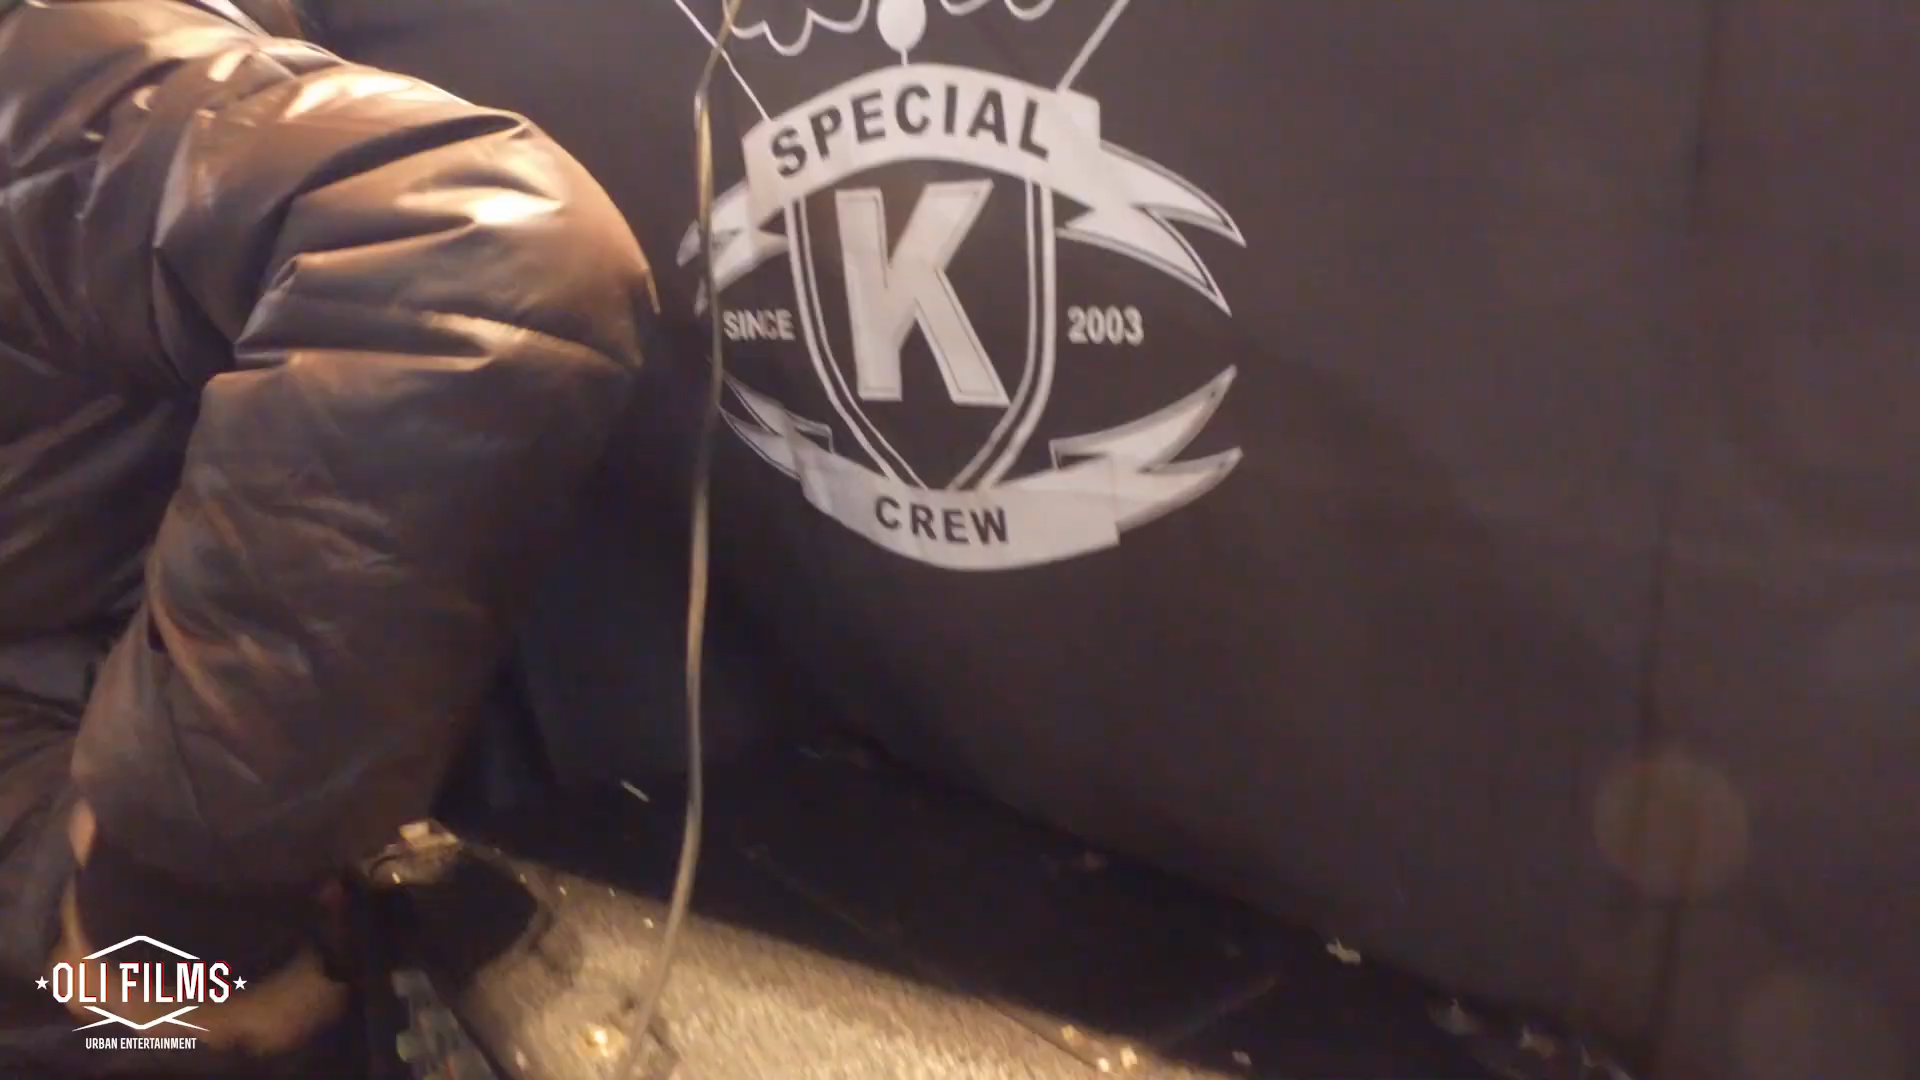 SPECIAL
K
SINCE 2003
CREW
OLI FILMS
URBAN ENTERTAINMENT